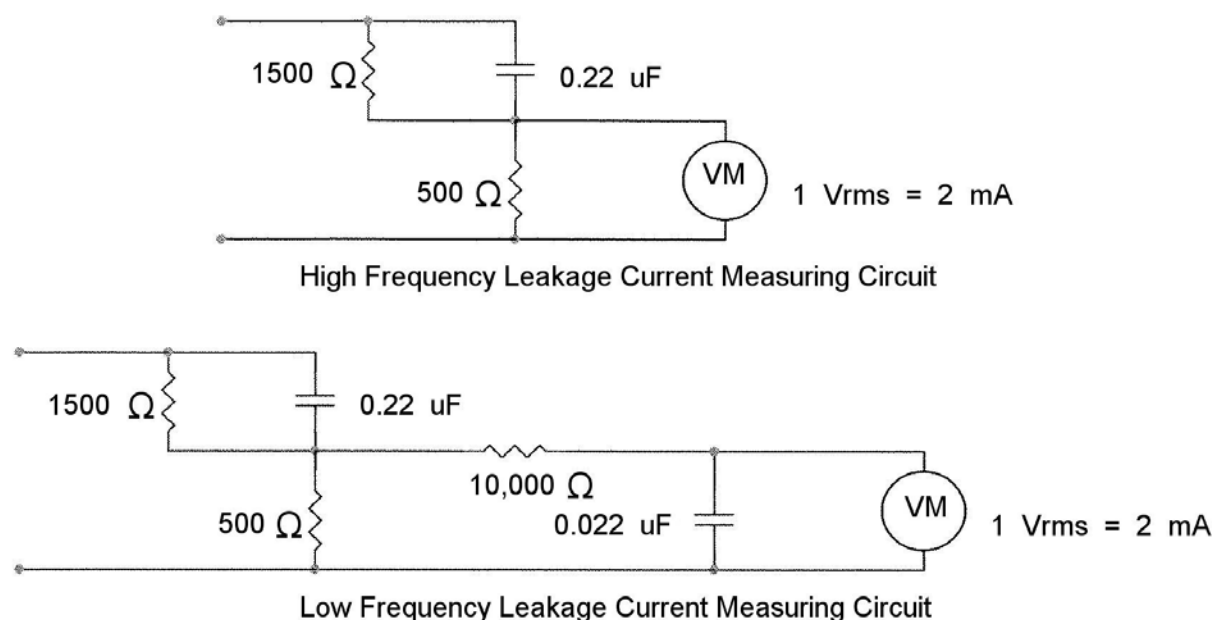 1500 Ω
0.22 uF
500 Ω
VM
1 Vrms = 2 mA
High Frequency Leakage Current Measuring Circuit
1500 Ω
0.22 uF
10,000 Ω
500 Ω
0.022 uF
VM
1 Vrms = 2 mA
Low Frequency Leakage Current Measuring Circuit